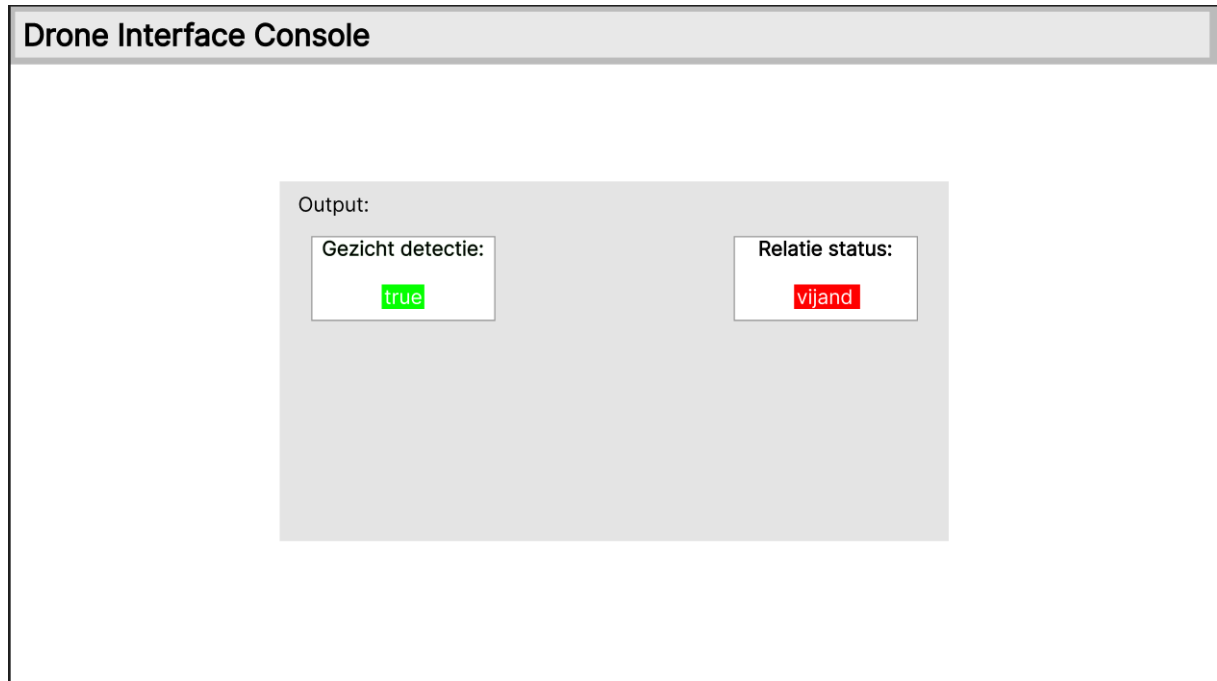 Drone Interface Console
Output:
Gezicht detectie:
true
Relatie status:
vijand